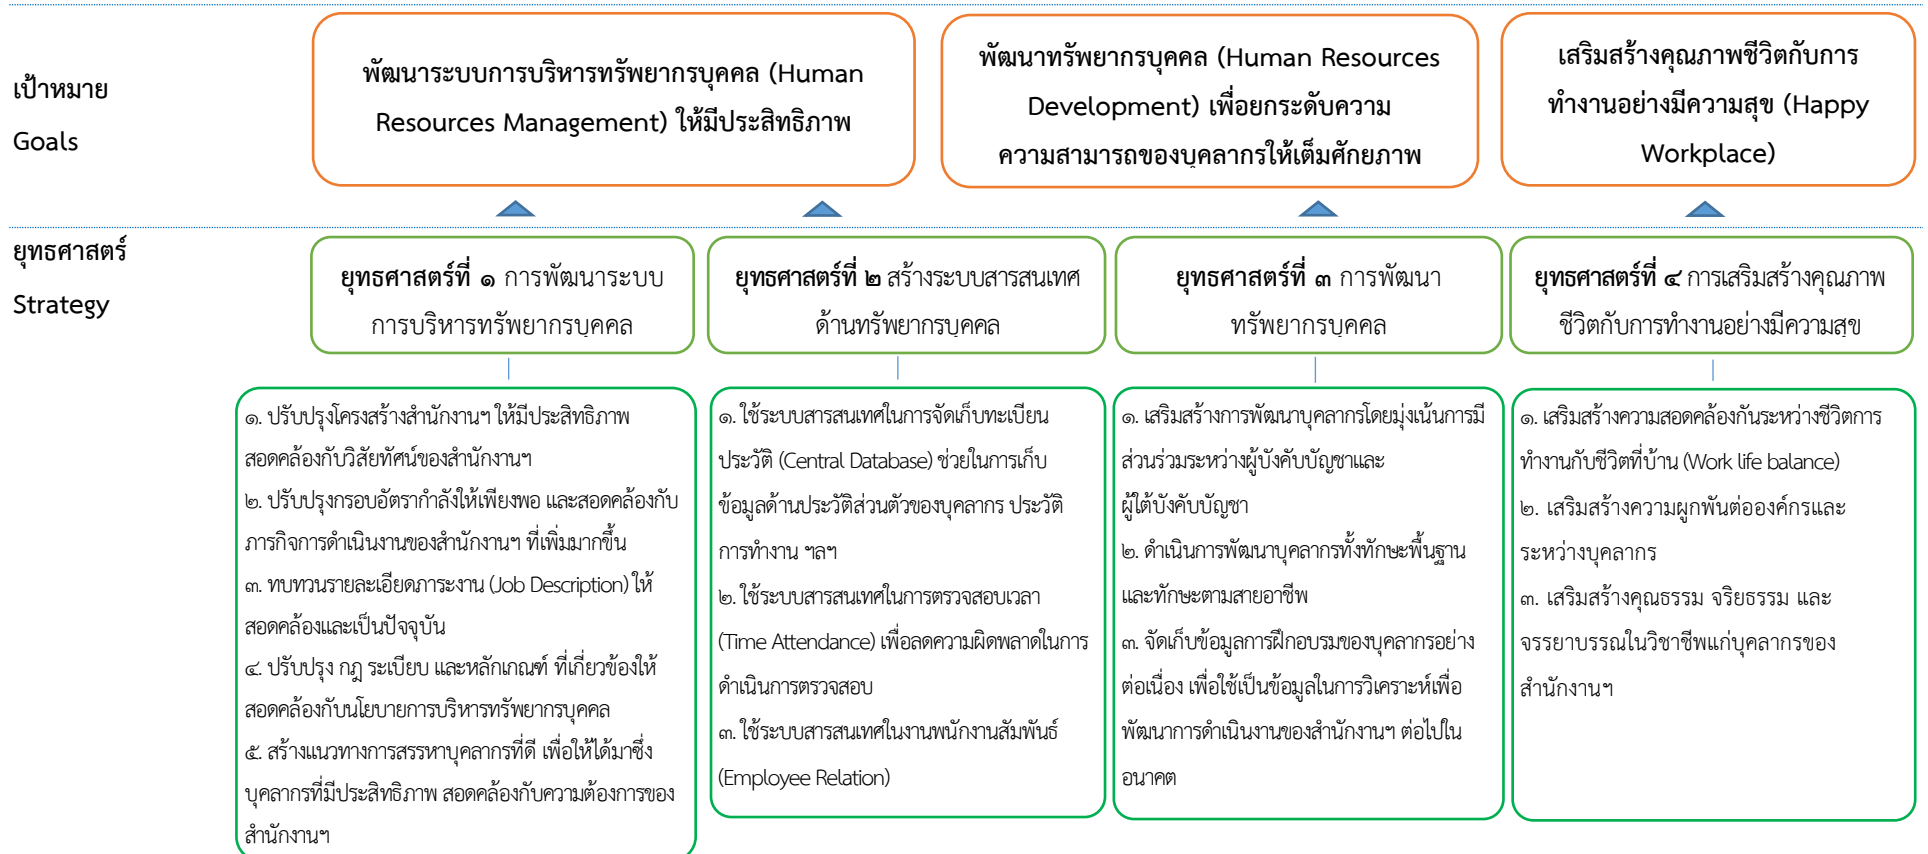 เป้าหมาย
Goals
พัฒนาระบบการบริหารทรัพยากรบุคคล (Human
Resources Management) ให้มีประสิทธิภาพ
พัฒนาทรัพยากรบุคคล (Human Resources
Development) เพื่อยกระดับความ
ความสามารถของบุคลากรให้เต็มศักยภาพ
เสริมสร้างคุณภาพชีวิตกับการ
ทำงานอย่างมีความสุข (Happy
Workplace)
ยุทธศาสตร์
Strategy
ยุทธศาสตร์ที่ ๑ การพัฒนาระบบ
การบริหารทรัพยากรบุคคล
ยุทธศาสตร์ที่ ๒ สร้างระบบสารสนเทศ
ด้านทรัพยากรบุคคล
ยุทธศาสตร์ที่ ๓ การพัฒนา
ทรัพยากรบุคคล
ยุทธศาสตร์ที่ ๔ การเสริมสร้างคุณภาพ
ชีวิตกับการทำงานอย่างมีความสุข
๑. ปรับปรุงโครงสร้างสำนักงานฯ ให้มีประสิทธิภาพ
สอดคล้องกับวิสัยทัศน์ของสำนักงานฯ
๒. ปรับปรุงกรอบอัตรากำลังให้เพียงพอ และสอดคล้องกับ
ภารกิจการดำเนินงานของสำนักงานฯ ที่เพิ่มมากขึ้น
๓. ทบทวนรายละเอียดภาระงาน (Job Description) ให้
สอดคล้องและเป็นปัจจุบัน
๔. ปรับปรุง กฎ ระเบียบ และหลักเกณฑ์ ที่เกี่ยวข้องให้
สอดคล้องกับนโยบายการบริหารทรัพยากรบุคคล
๕. สร้างแนวทางการสรรหาบุคลากรที่ดี เพื่อให้ได้มาซึ่ง
บุคลากรที่มีประสิทธิภาพ สอดคล้องกับความต้องการของ
สำนักงานฯ
๑. ใช้ระบบสารสนเทศในการจัดเก็บทะเบียน
ประวัติ (Central Database) ช่วยในการเก็บ
ข้อมูลด้านประวัติส่วนตัวของบุคลากร ประวัติ
การทำงาน ฯลฯ
๒. ใช้ระบบสารสนเทศในการตรวจสอบเวลา
(Time Attendance) เพื่อลดความผิดพลาดในการ
ดำเนินการตรวจสอบ
๓. ใช้ระบบสารสนเทศในงานพนักงานสัมพันธ์
(Employee Relation)
๑. เสริมสร้างการพัฒนาบุคลากรโดยมุ่งเน้นการมี
ส่วนร่วมระหว่างผู้บังคับบัญชาและ
ผู้ใต้บังคับบัญชา
๒. ดำเนินการพัฒนาบุคลากรทั้งทักษะพื้นฐาน
และทักษะตามสายอาชีพ
๓. จัดเก็บข้อมูลการฝึกอบรมของบุคลากรอย่าง
ต่อเนื่อง เพื่อใช้เป็นข้อมูลในการวิเคราะห์เพื่อ
พัฒนาการดำเนินงานของสำนักงานฯ ต่อไปใน
อนาคต
๑. เสริมสร้างความสอดคล้องกันระหว่างชีวิตการ
ทำงานกับชีวิตที่บ้าน (Work life balance)
๒. เสริมสร้างความผูกพันต่อองค์กรและ
ระหว่างบุคลากร
๓. เสริมสร้างคุณธรรม จริยธรรม และ
จรรยาบรรณในวิชาชีพแก่บุคลากรของ
สำนักงานฯ